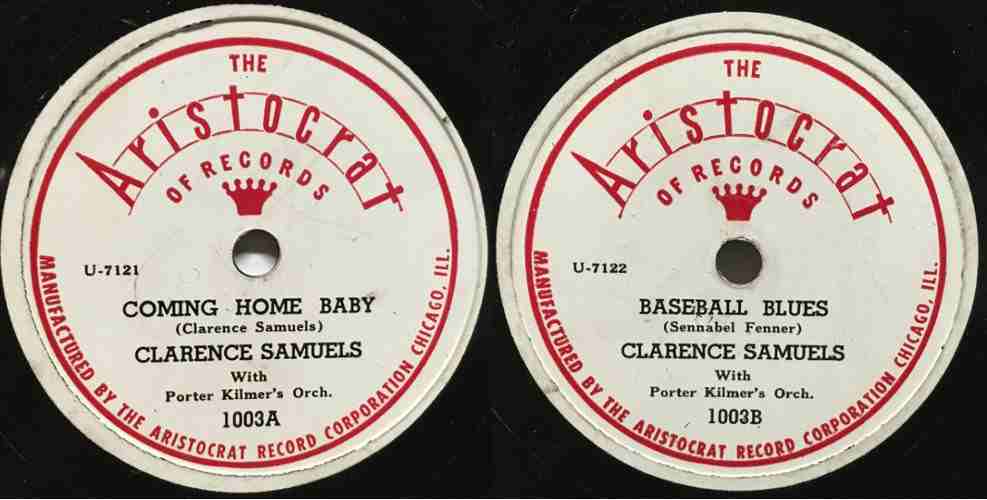 THE
Aristocrat
OF RECORDS
U-7121
COMING HOME BABY
(Clarence Samuels)
CLARENCE SAMUELS
With
Porter Kilmer's Orch.
1003A
MANUFACTURED BY THE ARISTOCRAT RECORD CORPORATION CHICAGO, ILL.
THE
Aristocrat
OF RECORDS
U-7122
BASEBALL BLUES
(Sennabel Fenner)
CLARENCE SAMUELS
With
Porter Kilmer's Orch.
1003B
MANUFACTURED BY THE ARISTOCRAT RECORD CORPORATION CHICAGO, ILL.